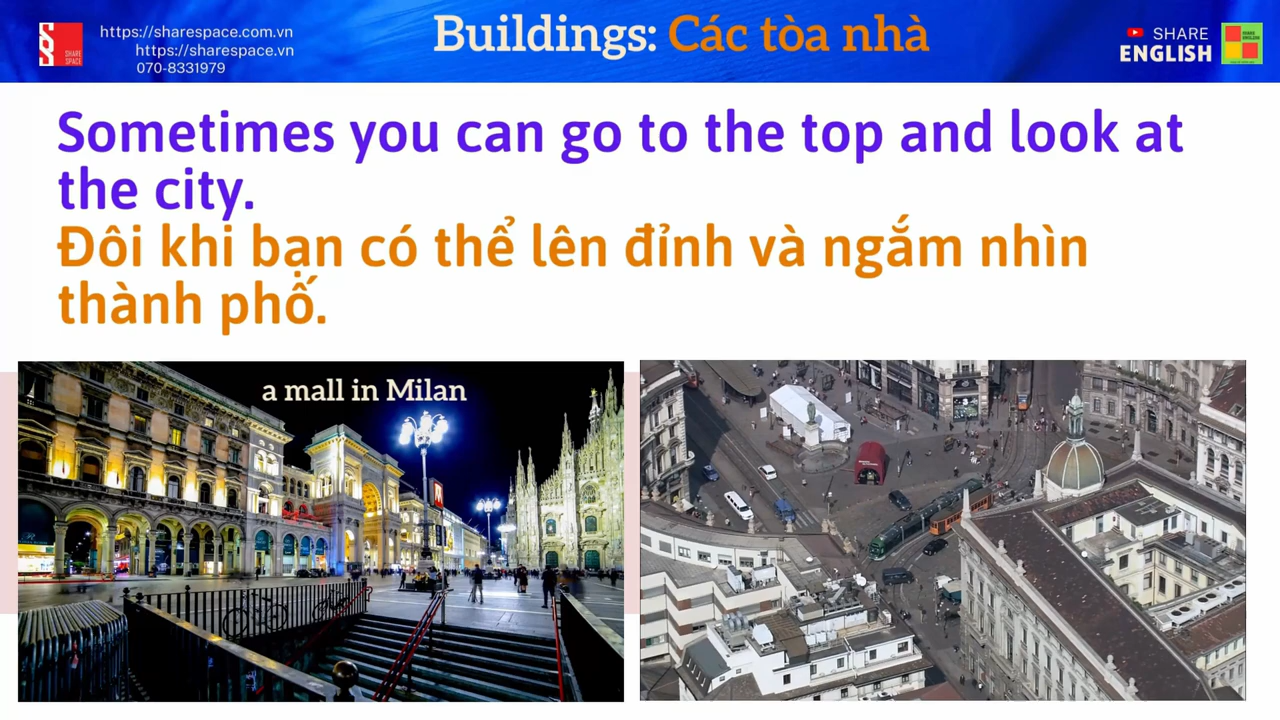 SHARE
SPACE
https://sharespace.com.vn
https://sharespace.vn
070-8331979
Buildings: Các tòa nhà
SHARE
ENGLISH
Sometimes you can go to the top and look at
the city.
Đôi khi bạn có thể lên đỉnh và ngắm nhìn
thành phố.
a mall in Milan
M